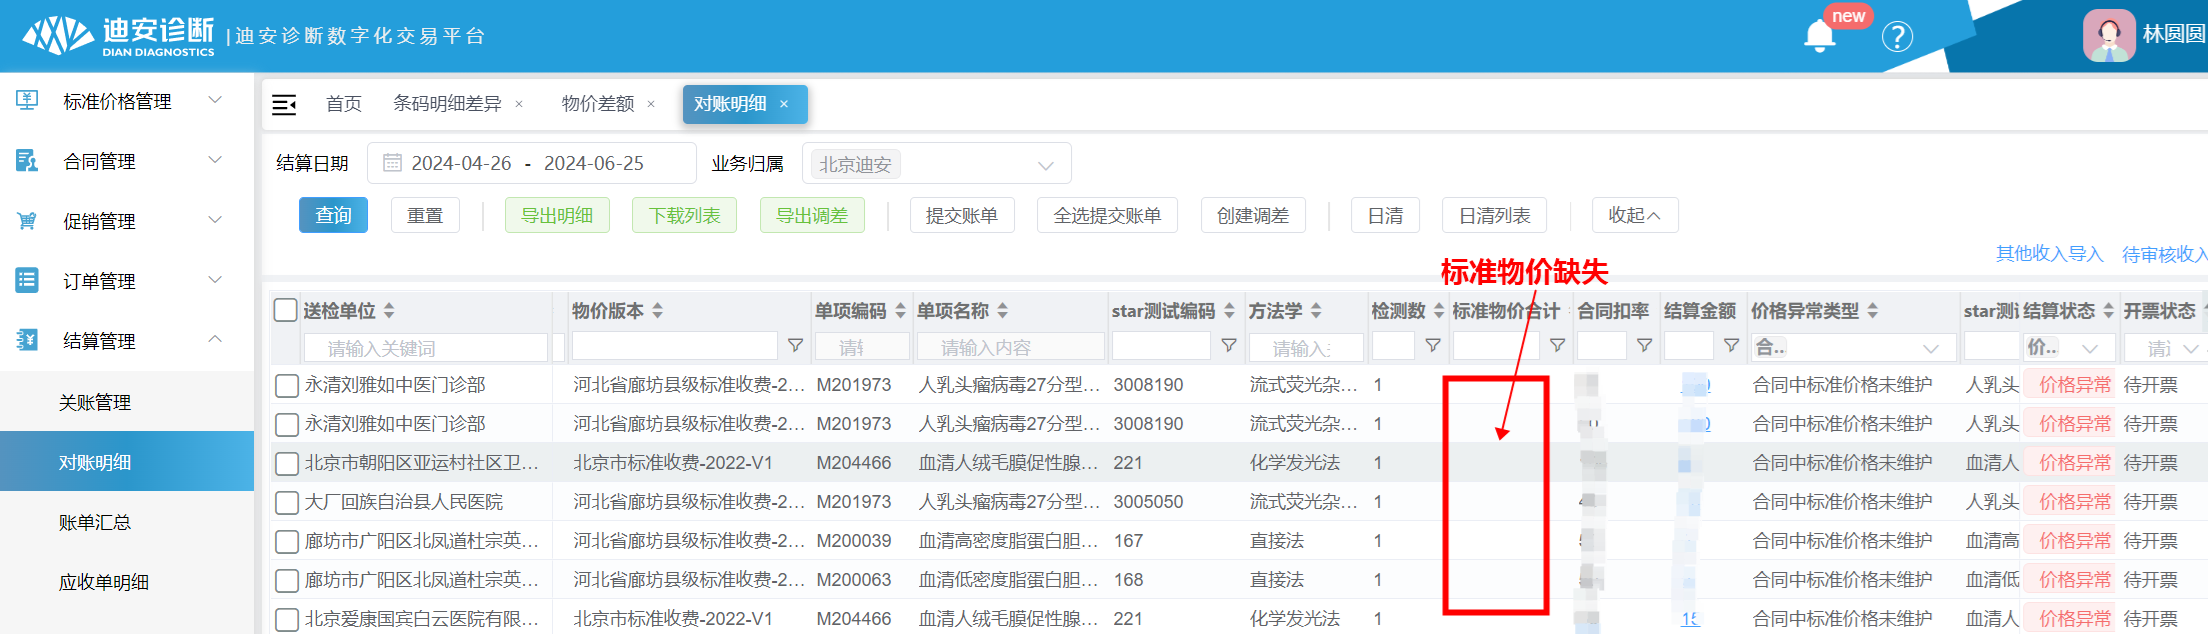 迪安诊断
DIAN DIAGNOSTICS
|迪安诊断数字化交易平台
new
?
林圆圆
标准价格管理
合同管理
促销管理
订单管理
结算管理
关账管理
对账明细
账单汇总
应收单明细
首页 条码明细差异 × 物价差额 × 对账明细 ×
结算日期 2024-04-26 - 2024-06-25 业务归属 北京迪安
查询 重置 导出明细 下载列表 导出调差 提交账单 全选提交账单 创建调差 日清 日清列表 收起
其他收入导入 待审核收入
标准物价缺失
送检单位 物价版本 单项编码 单项名称 star测试编码 方法学 检测数 标准物价合计 合同扣率 结算金额 价格异常类型 star测试 结算状态 开票状态
请输入关键词 请输入内容 请输入 合.. 价..
永清刘雅如中医门诊部 河北省廊坊县级标准收费-2... M201973 人乳头瘤病毒27分型... 3008190 流式荧光杂... 1 合同中标准价格未维护 人乳头 价格异常 待开票
永清刘雅如中医门诊部 河北省廊坊县级标准收费-2... M201973 人乳头瘤病毒27分型... 3008190 流式荧光杂... 1 合同中标准价格未维护 人乳头 价格异常 待开票
北京市朝阳区亚运村社区卫... 北京市标准收费-2022-V1 M204466 血清人绒毛膜促性腺... 221 化学发光法 1 合同中标准价格未维护 血清人 价格异常 待开票
大厂回族自治县人民医院 河北省廊坊县级标准收费-2... M201973 人乳头瘤病毒27分型... 3005050 流式荧光杂... 1 合同中标准价格未维护 人乳头 价格异常 待开票
廊坊市广阳区北凤道杜宗英... 河北省廊坊县级标准收费-2... M200039 血清高密度脂蛋白胆... 167 直接法 1 合同中标准价格未维护 血清高 价格异常 待开票
廊坊市广阳区北凤道杜宗英... 河北省廊坊县级标准收费-2... M200063 血清低密度脂蛋白胆... 168 直接法 1 合同中标准价格未维护 血清低 价格异常 待开票
北京爱康国宾白云医院有限... 北京市标准收费-2022-V1 M204466 血清人绒毛膜促性腺... 221 化学发光法 1 15 合同中标准价格未维护 血清人 价格异常 待开票